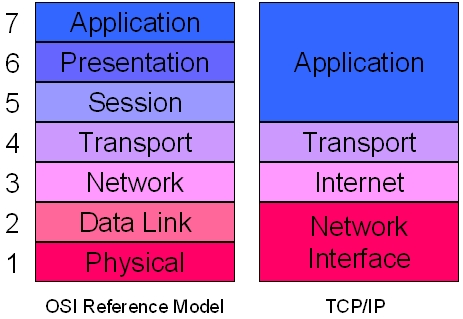 7 Application
6 Presentation
5 Session
4 Transport
3 Network
2 Data Link
1 Physical
OSI Reference Model
Application
Transport
Internet
Network
Interface
TCP/IP